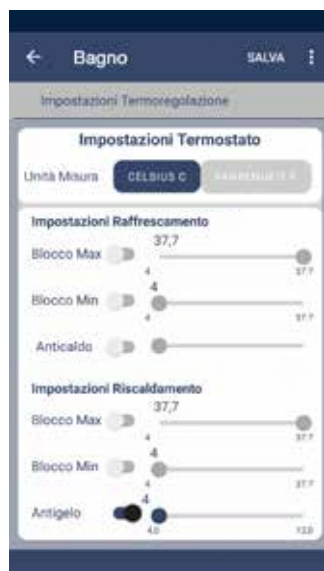 Bagno SALVA
Impostazioni Termoregolazione
Impostazioni Termostato
Unità Misura CELSIUS C FAHRENHEIT F
Impostazioni Raffrescamento
37,7
Blocco Max
4 37,7
4
Blocco Min
4 37,7
Anticaldo
Impostazioni Riscaldamento
37,7
Blocco Max
4 37,7
4
Blocco Min
4 37,7
4
Antigelo
4,0 12,0